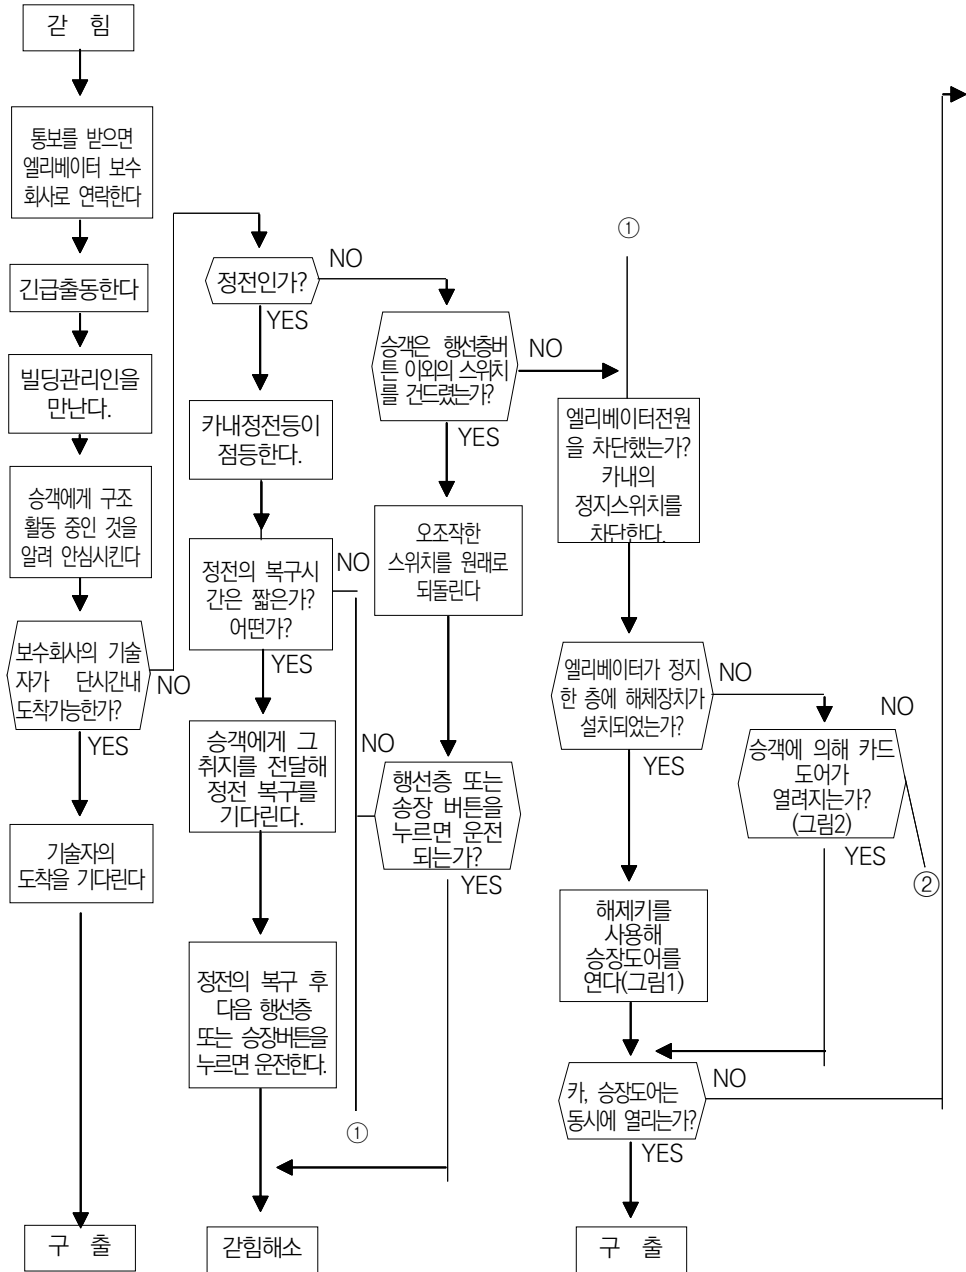 갇 힘
통보를 받으면
엘리베이터 보수
회사로 연락한다
긴급출동한다
빌딩관리인을
만난다.
승객에게 구조
활동 중인 것을
알려 안심시킨다
보수회사의 기술
자가 단시간내
도착가능한가?
NO
YES
기술자의
도착을 기다린다
구 출
정전인가?
NO
YES
카내정전등이
점등한다.
정전의 복구시
간은 짧은가?
어떤가?
NO
YES
승객에게 그
취지를 전달해
정전 복구를
기다린다.
정전의 복구 후
다음 행선층
또는 승장버튼을
누르면 운전한다.
①
갇힘해소
승객은 행선층버
튼 이외의 스위치
를 건드렸는가?
NO
YES
오조작한
스위치를 원래로
되돌린다
NO
행선층 또는
송장 버튼을
누르면 운전
되는가?
YES
①
엘리베이터전원
을 차단했는가?
카내의
정지스위치를
차단한다.
엘리베이터가 정지
한 층에 해체장치가
설치되었는가?
NO
YES
해제키를
사용해
승장도어를
연다(그림1)
NO
승객에 의해 카드
도어가
열려지는가?
(그림2)
YES
②
카, 승장도어는
동시에 열리는가?
NO
YES
구 출